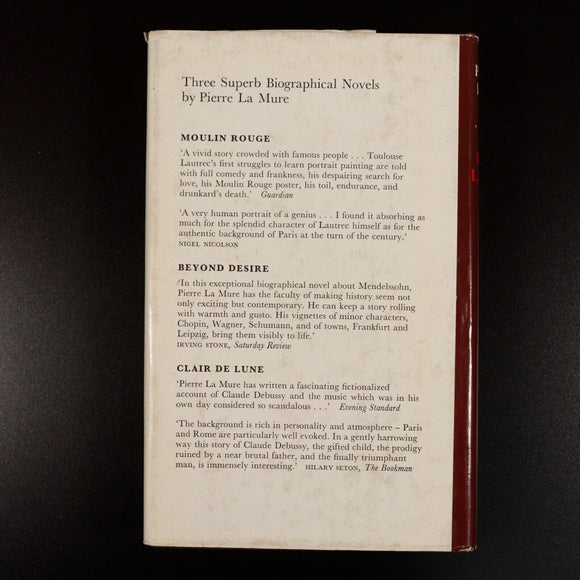 Three Superb Biographical Novels
by Pierre La Mure
MOULIN ROUGE
‘A vivid story crowded with famous people . . . Toulouse
Lautrec’s first struggles to learn portrait painting are told
with full comedy and frankness, his despairing search for
love, his Moulin Rouge poster, his toil, endurance, and
drunkard’s death.’ Guardian
‘A very human portrait of a genius . . . I found it absorbing as
much for the splendid character of Lautrec himself as for the
authentic background of Paris at the turn of the century.’
NIGEL NICOLSON
BEYOND DESIRE
‘In this exceptional biographical novel about Mendelssohn,
Pierre La Mure has the faculty of making history seem not
only exciting but contemporary. He can keep a story rolling
with warmth and gusto. His vignettes of minor characters,
Chopin, Wagner, Schumann, and of towns, Frankfurt and
Leipzig, bring them visibly to life.’
IRVING STONE, Saturday Review
CLAIR DE LUNE
‘Pierre La Mure has written a fascinating fictionalized
account of Claude Debussy and the music which was in his
own day considered so scandalous . . .’ Evening Standard
‘The background is rich in personality and atmosphere – Paris
and Rome are particularly well evoked. In a gently harrowing
way this story of Claude Debussy, the gifted child, the prodigy
ruined by a near brutal father, and the finally triumphant
man, is immensely interesting.’ HILARY SETON, The Bookman